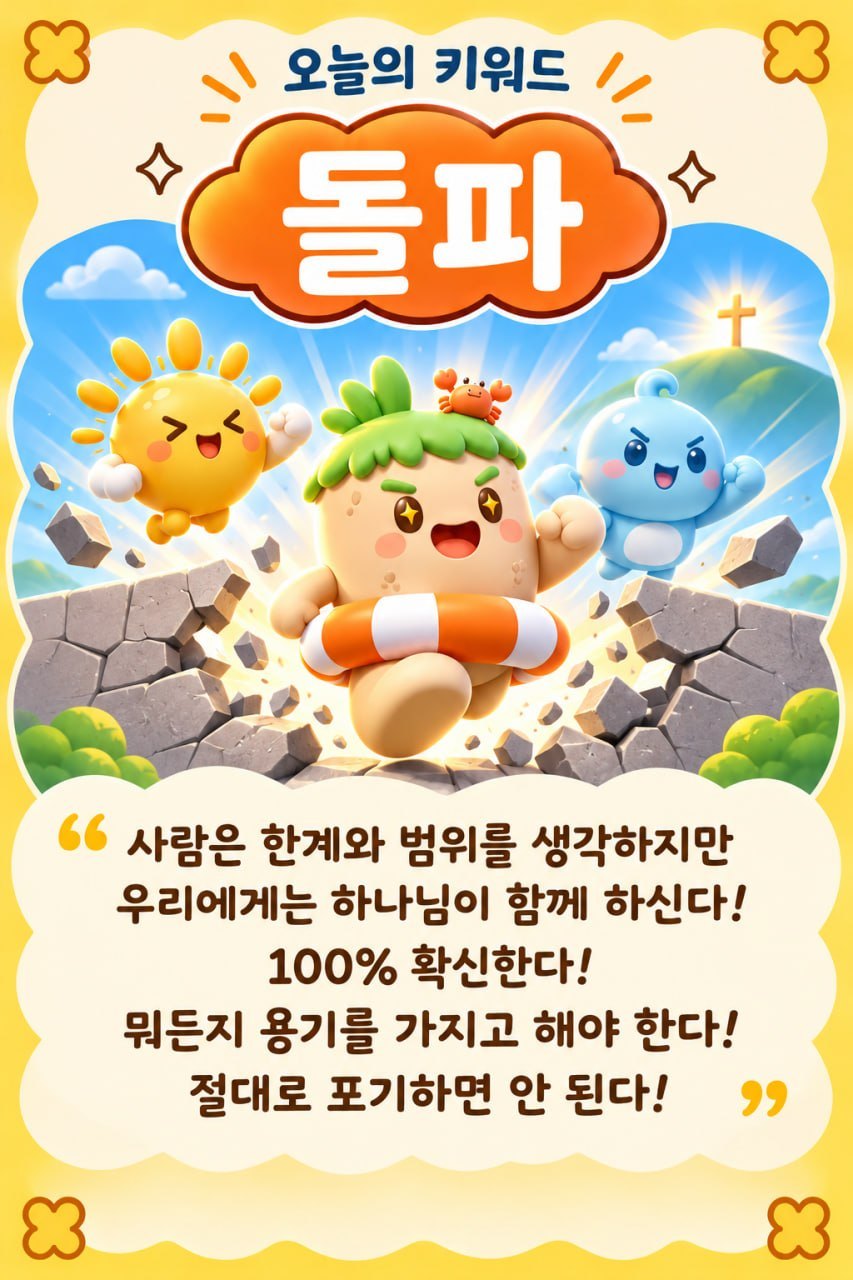 오늘의 키워드
돌파
“ 사람은 한계와 범위를 생각하지만
우리에게는 하나님이 함께 하신다!
100% 확신한다!
뭐든지 용기를 가지고 해야 한다!
절대로 포기하면 안 된다! ”